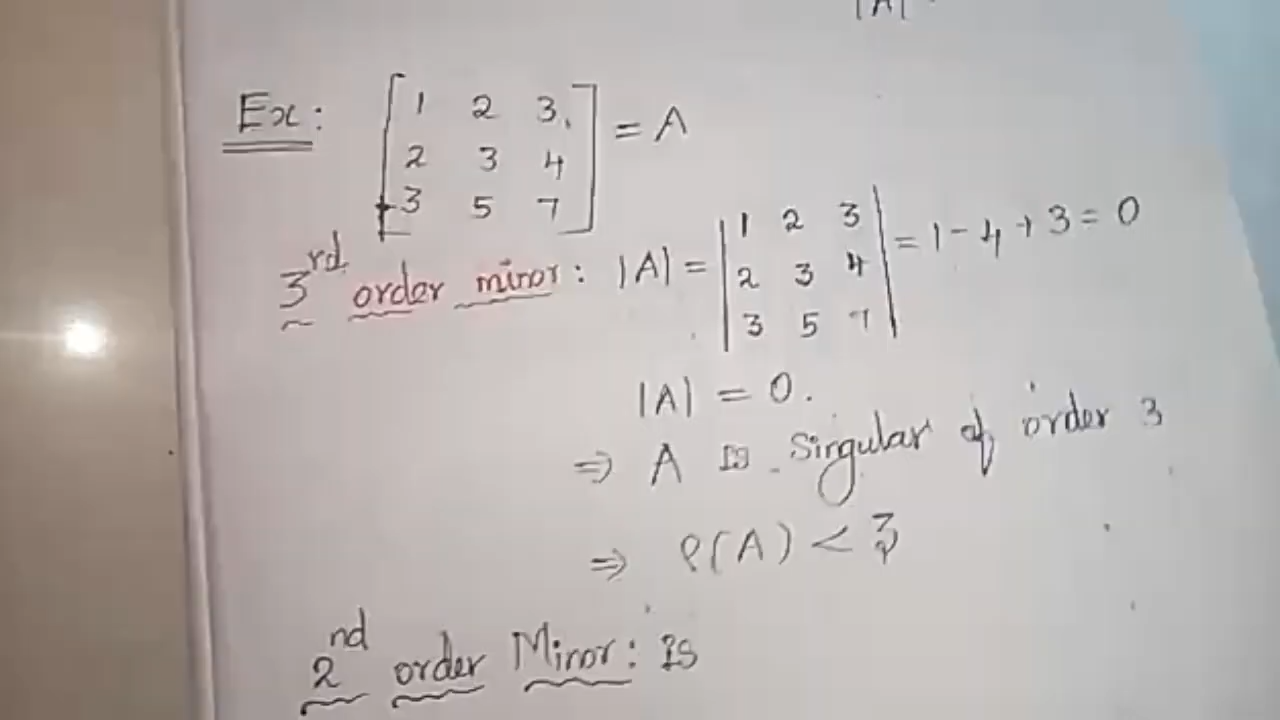 |A|
Ex: [1 2 3, = A
2 3 4
3 5 7]
3rd order minor: |A| = |1 2 3| = 1 - 4 + 3 = 0
|2 3 4|
|3 5 7|
|A| = 0.
⇒ A is singular of order 3
⇒ ρ(A) < 3
2nd order Minor: Is